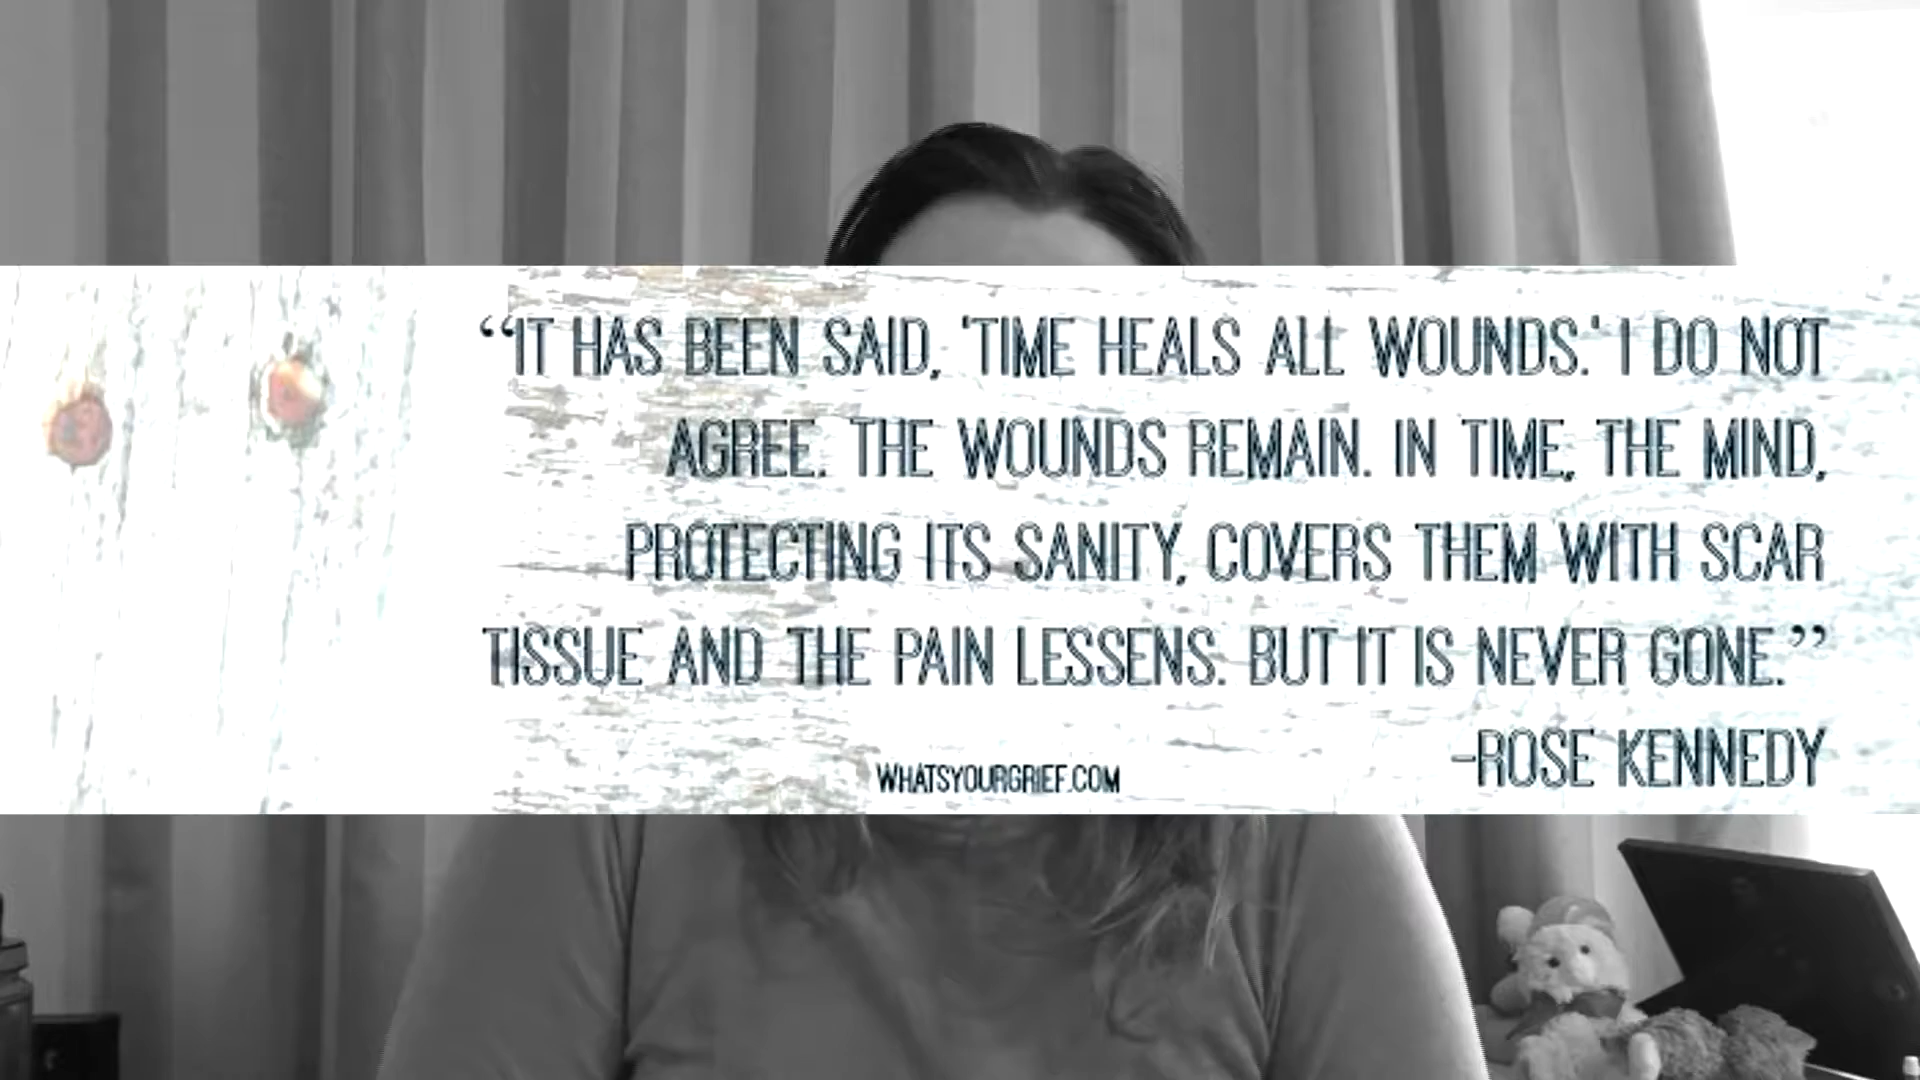 “IT HAS BEEN SAID, 'TIME HEALS ALL WOUNDS.' I DO NOT
AGREE. THE WOUNDS REMAIN. IN TIME, THE MIND,
PROTECTING ITS SANITY, COVERS THEM WITH SCAR
TISSUE AND THE PAIN LESSENS. BUT IT IS NEVER GONE.”
-ROSE KENNEDY
WHATSYOURGRIEF.COM